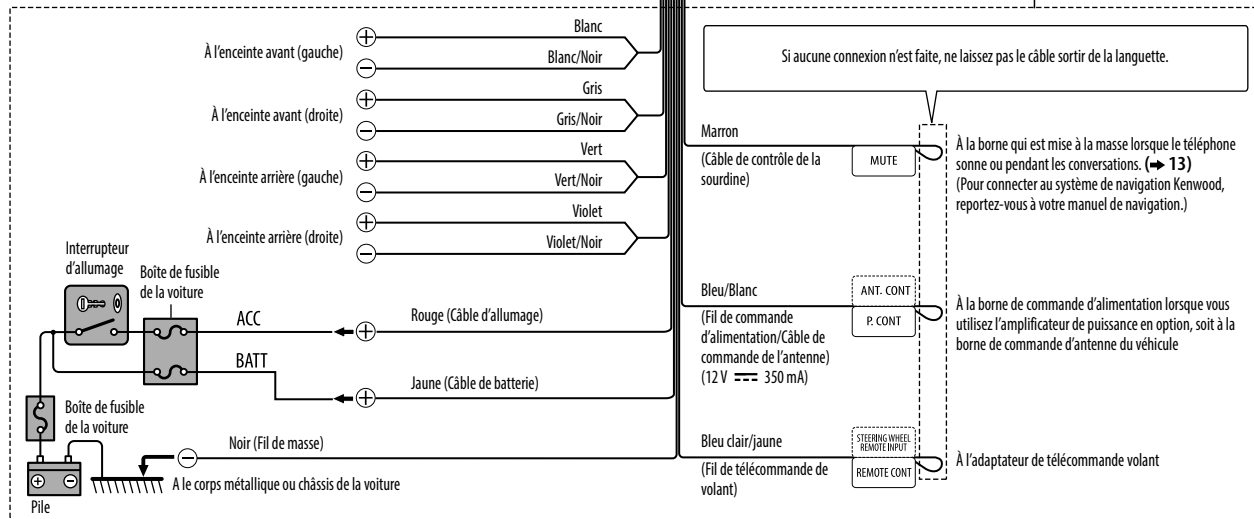 Blanc
À l'enceinte avant (gauche)
Blanc/Noir
Gris
À l'enceinte avant (droite)
Gris/Noir
Vert
À l'enceinte arrière (gauche)
Vert/Noir
Violet
À l'enceinte arrière (droite)
Violet/Noir
Interrupteur
d'allumage
Boîte de fusible
de la voiture
ACC
Rouge (Câble d'allumage)
BATT
Jaune (Câble de batterie)
Boîte de fusible
de la voiture
Noir (Fil de masse)
A le corps métallique ou châssis de la voiture
Pile
Si aucune connexion n'est faite, ne laissez pas le câble sortir de la languette.
Marron
(Câble de contrôle de la
sourdine)
MUTE
À la borne qui est mise à la masse lorsque le téléphone
sonne ou pendant les conversations. (➜ 13)
(Pour connecter au système de navigation Kenwood,
reportez-vous à votre manuel de navigation.)
Bleu/Blanc
(Fil de commande
d'alimentation/Câble de
commande de l'antenne)
(12 V ⎓ 350 mA)
ANT. CONT
P. CONT
À la borne de commande d'alimentation lorsque vous
utilisez l'amplificateur de puissance en option, soit à la
borne de commande d'antenne du véhicule
Bleu clair/jaune
(Fil de télécommande de
volant)
STEERING WHEEL
REMOTE INPUT
REMOTE CONT
À l'adaptateur de télécommande volant